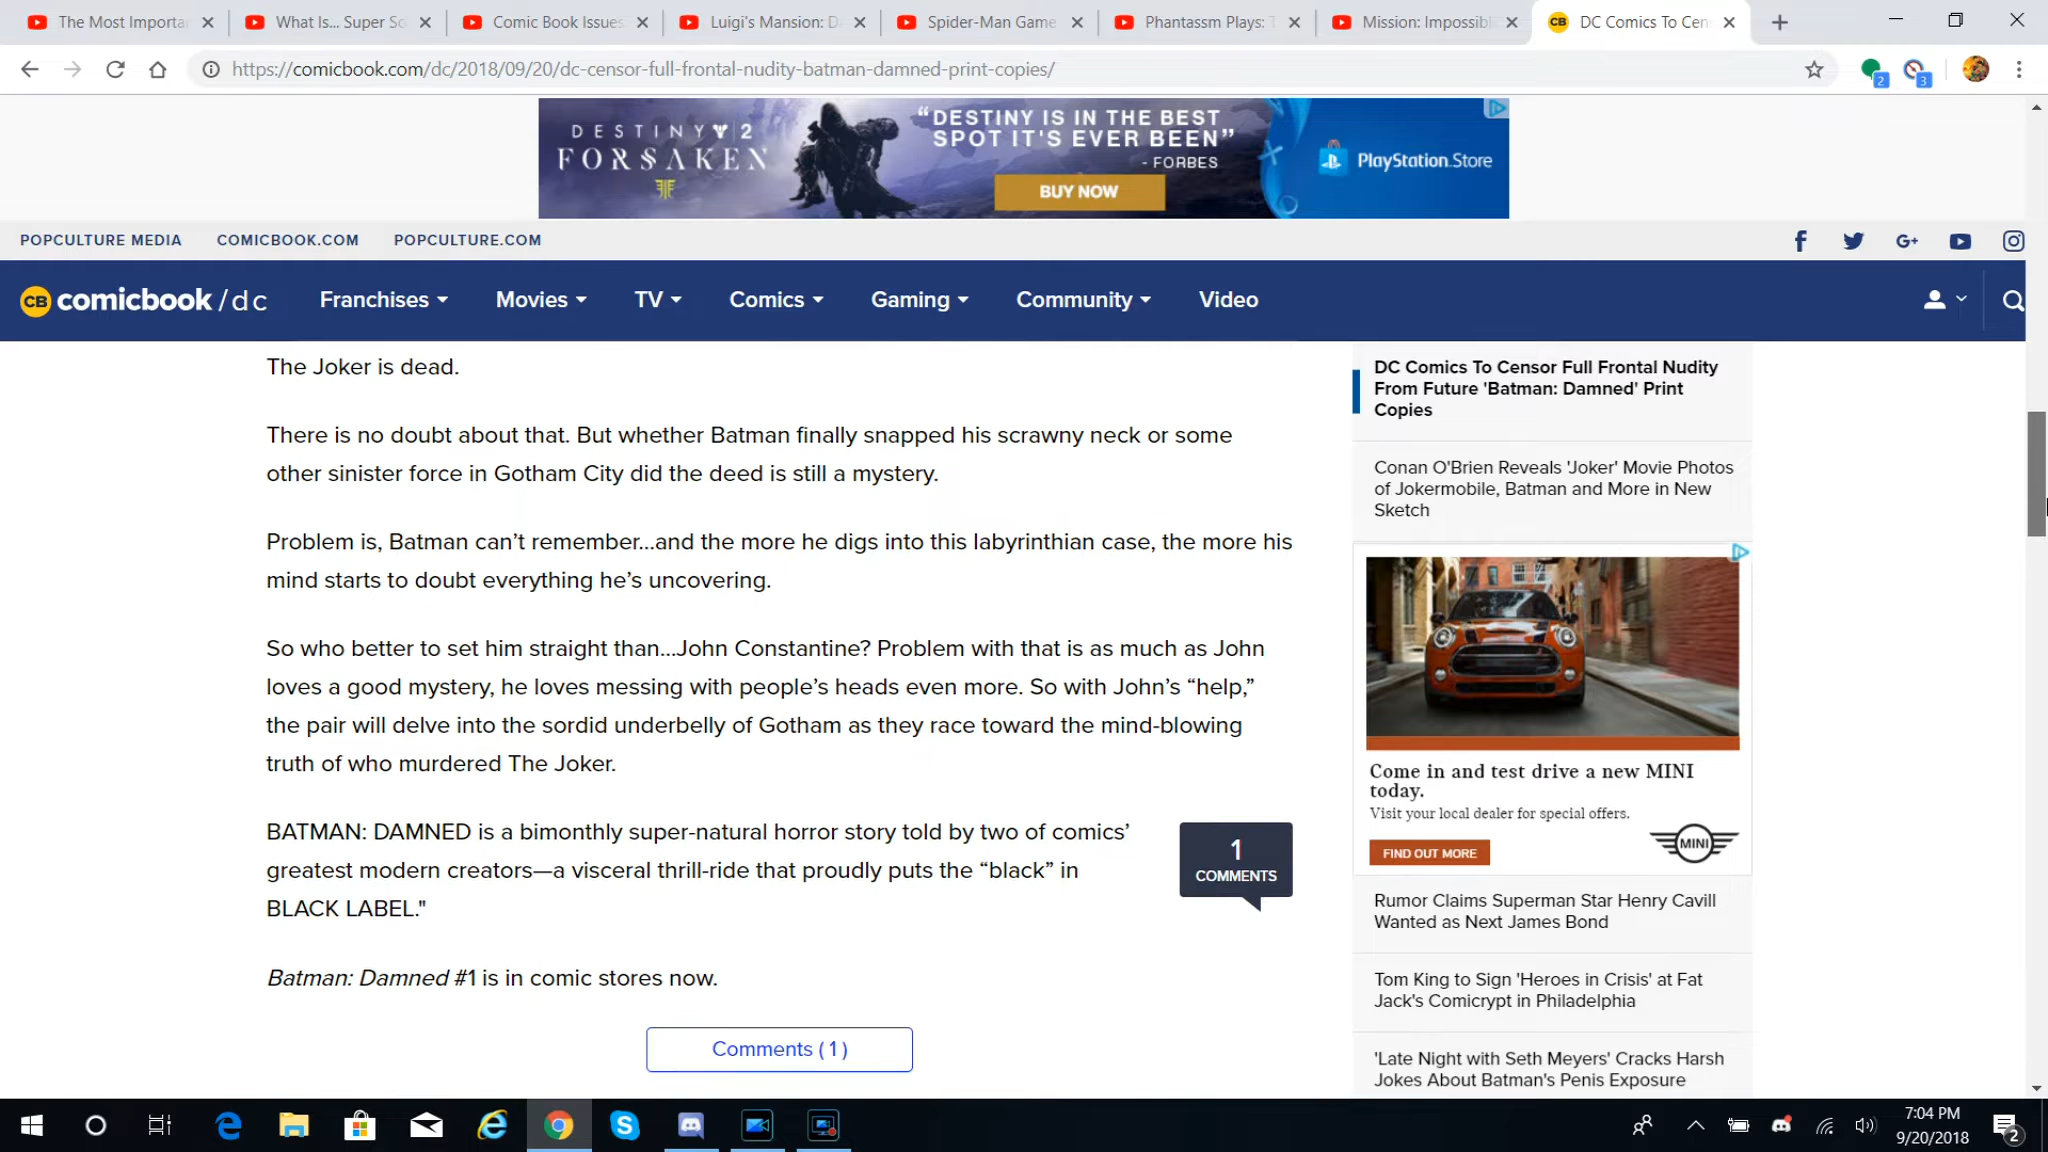 The Most Importa
What Is... Super So
Comic Book Issues
Luigi's Mansion: D
Spider-Man Game
Phantassm Plays: T
Mission: Impossibl
CB DC Comics To Cen
https://comicbook.com/dc/2018/09/20/dc-censor-full-frontal-nudity-batman-damned-print-copies/
2
3
DESTINY 2
FORSAKEN
“DESTINY IS IN THE BEST
SPOT IT'S EVER BEEN”
- FORBES
BUY NOW
PlayStation Store
POPCULTURE MEDIA COMICBOOK.COM POPCULTURE.COM
G+
CB comicbook/dc Franchises Movies TV Comics Gaming Community Video
The Joker is dead.
There is no doubt about that. But whether Batman finally snapped his scrawny neck or some
other sinister force in Gotham City did the deed is still a mystery.
Problem is, Batman can’t remember...and the more he digs into this labyrinthian case, the more his
mind starts to doubt everything he’s uncovering.
So who better to set him straight than...John Constantine? Problem with that is as much as John
loves a good mystery, he loves messing with people’s heads even more. So with John’s “help,”
the pair will delve into the sordid underbelly of Gotham as they race toward the mind-blowing
truth of who murdered The Joker.
BATMAN: DAMNED is a bimonthly super-natural horror story told by two of comics’
greatest modern creators—a visceral thrill-ride that proudly puts the “black” in
BLACK LABEL."
1
COMMENTS
Batman: Damned #1 is in comic stores now.
Comments (1)
DC Comics To Censor Full Frontal Nudity
From Future 'Batman: Damned' Print
Copies
Conan O'Brien Reveals 'Joker' Movie Photos
of Jokermobile, Batman and More in New
Sketch
Come in and test drive a new MINI
today.
Visit your local dealer for special offers.
FIND OUT MORE
MINI
Rumor Claims Superman Star Henry Cavill
Wanted as Next James Bond
Tom King to Sign 'Heroes in Crisis' at Fat
Jack's Comicrypt in Philadelphia
'Late Night with Seth Meyers' Cracks Harsh
Jokes About Batman's Penis Exposure
7:04 PM
9/20/2018
2